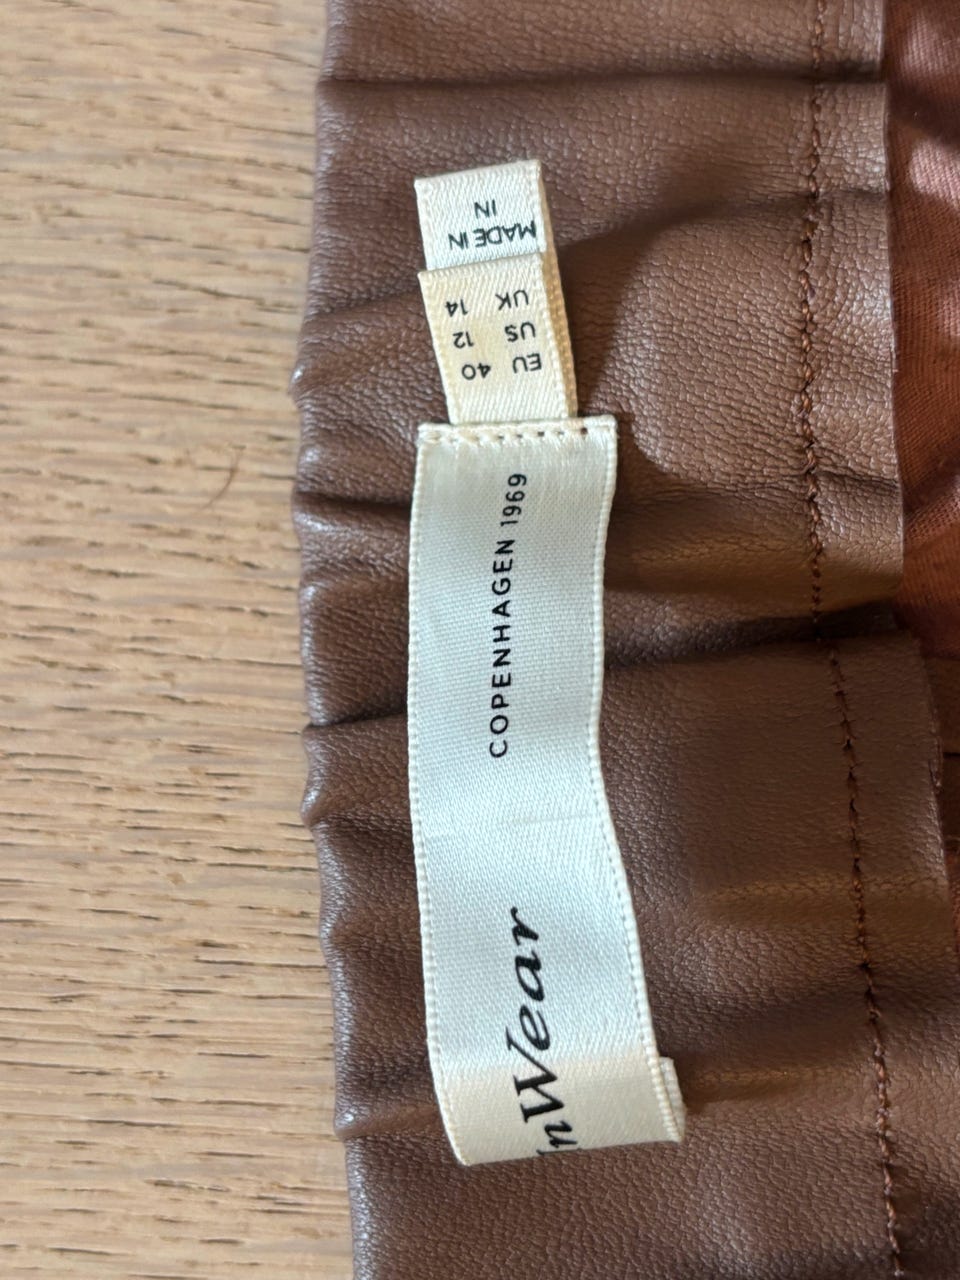 nWear
COPENHAGEN 1969
EU 40
US 12
UK 14
MADE IN
IN